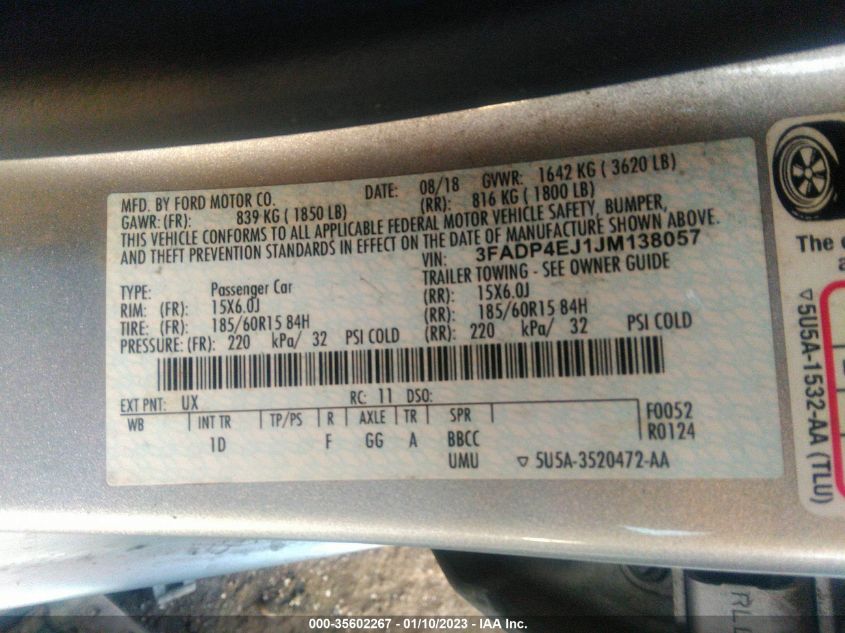 MFD. BY FORD MOTOR CO. DATE: 08/18 GVWR: 1642 KG ( 3620 LB)
GAWR: (FR): 839 KG ( 1850 LB) (RR): 816 KG ( 1800 LB)
THIS VEHICLE CONFORMS TO ALL APPLICABLE FEDERAL MOTOR VEHICLE SAFETY, BUMPER,
AND THEFT PREVENTION STANDARDS IN EFFECT ON THE DATE OF MANUFACTURE SHOWN ABOVE.
VIN: 3FADP4EJ1JM138057
TYPE: Passenger Car TRAILER TOWING - SEE OWNER GUIDE
RIM: (FR): 15X6.0J (RR): 15X6.0J
TIRE: (FR): 185/60R15 84H (RR): 185/60R15 84H
PRESSURE: (FR): 220 kPa/ 32 PSI COLD (RR): 220 kPa/ 32 PSI COLD
EXT PNT: UX RC: 11 DSO: F0052
WB INT TR TP/PS R AXLE TR SPR R0124
1D F GG A BBCC
UMU ▽ 5U5A-3520472-AA
The
▽ 5U5A-1532-AA (TLU)
000-35602267 - 01/10/2023 - IAA Inc.